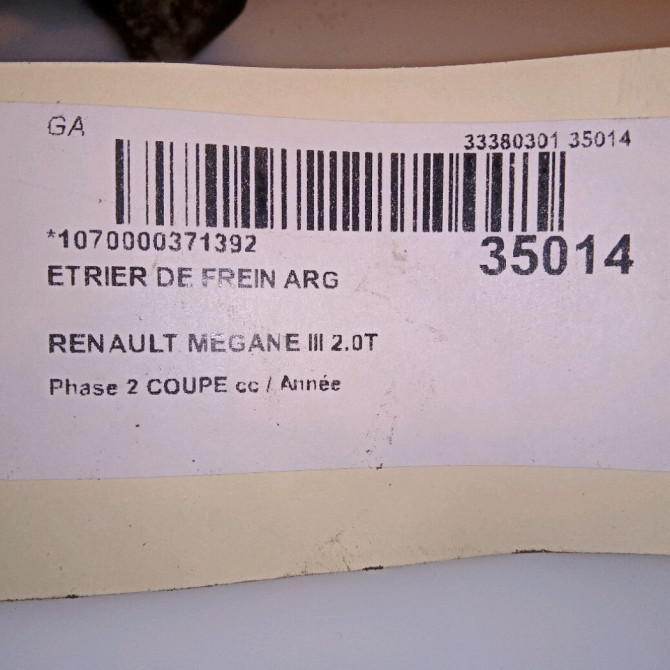 GA
33380301 35014
*1070000371392
35014
ETRIER DE FREIN ARG
RENAULT MEGANE III 2.0T
Phase 2 COUPE cc / Année